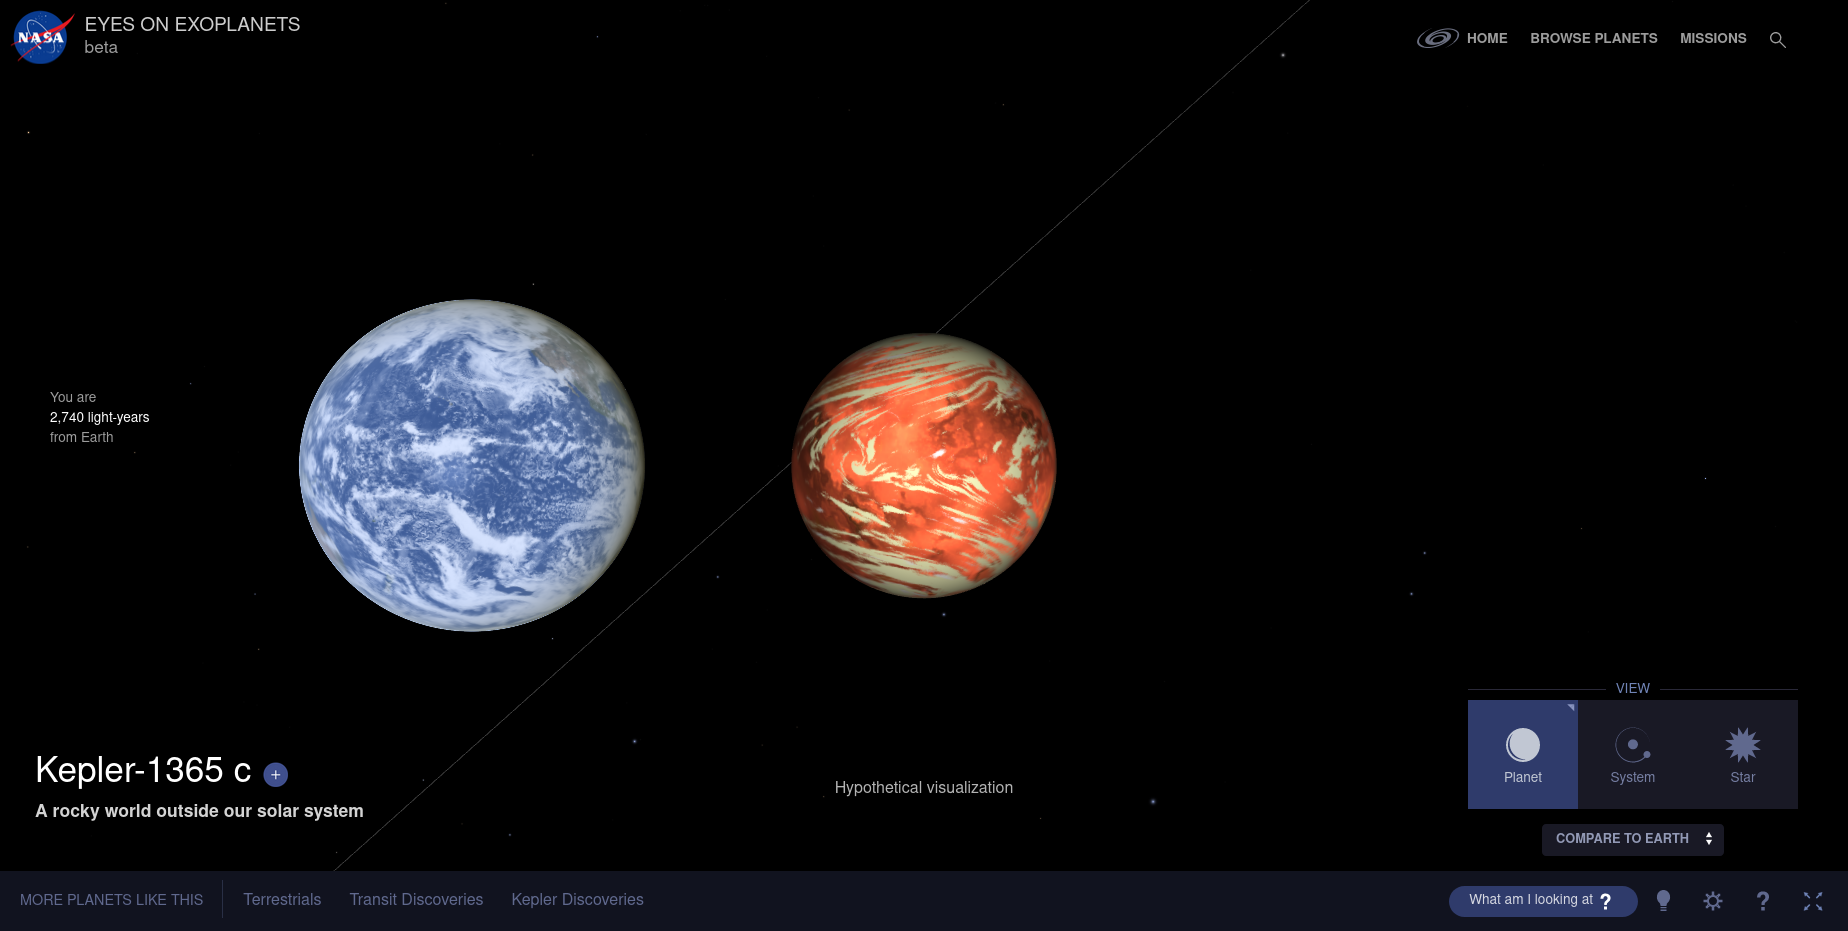 NASA
EYES ON EXOPLANETS
beta
HOME
BROWSE PLANETS
MISSIONS
You are
2,740 light-years
from Earth
Kepler-1365 c +
A rocky world outside our solar system
Hypothetical visualization
VIEW
Planet
System
Star
COMPARE TO EARTH
MORE PLANETS LIKE THIS
Terrestrials
Transit Discoveries
Kepler Discoveries
What am I looking at ?
?